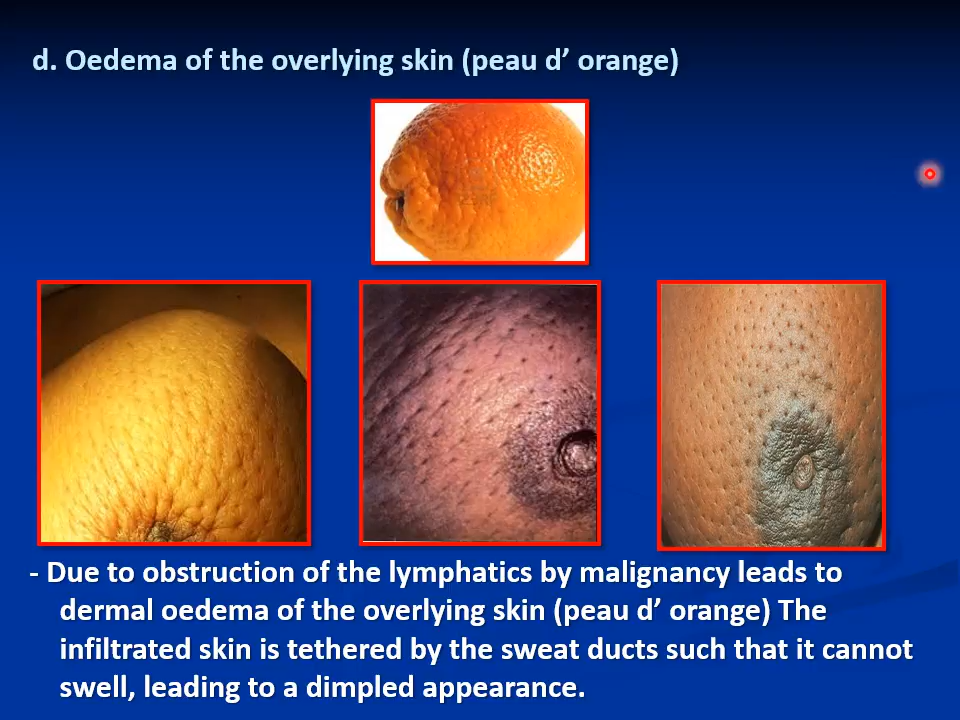 d. Oedema of the overlying skin (peau d’ orange)
- Due to obstruction of the lymphatics by malignancy leads to
dermal oedema of the overlying skin (peau d’ orange) The
infiltrated skin is tethered by the sweat ducts such that it cannot
swell, leading to a dimpled appearance.